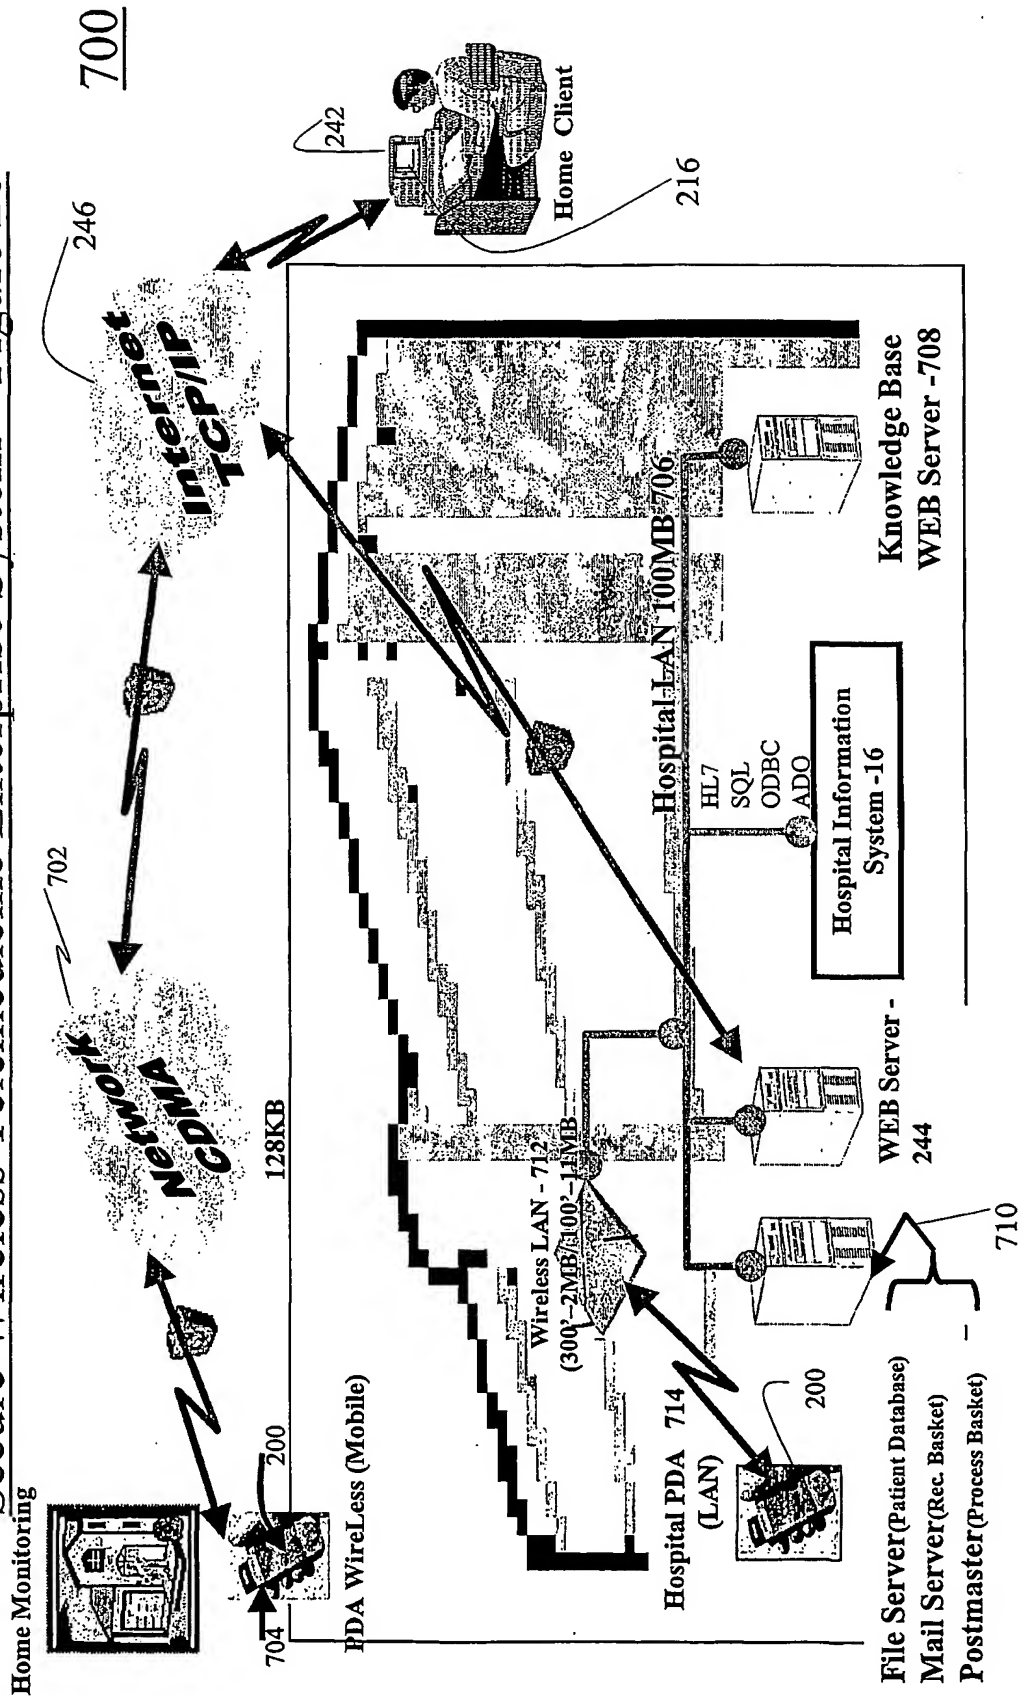 700
Home Monitoring
246
702
Network
CDMA
Internet
TCP/IP
242
Home Client
216
128KB
704
200
PDA WireLess (Mobile)
Wireless LAN - 712
(300'–2MB/100'–11MB
Hospital PDA 714
(LAN)
200
Hospital LAN 100MB 706
HL7
SQL
ODBC
ADO
Hospital Information
System -16
Knowledge Base
WEB Server -708
WEB Server -
244
710
File Server(Patient Database)
Mail Server(Rec. Basket)
Postmaster(Process Basket)